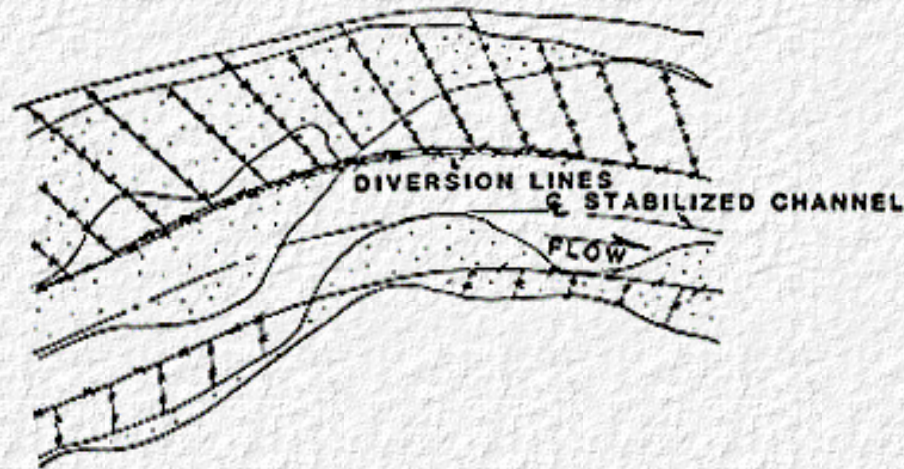 DIVERSION LINES
℄ STABILIZED CHANNEL
FLOW